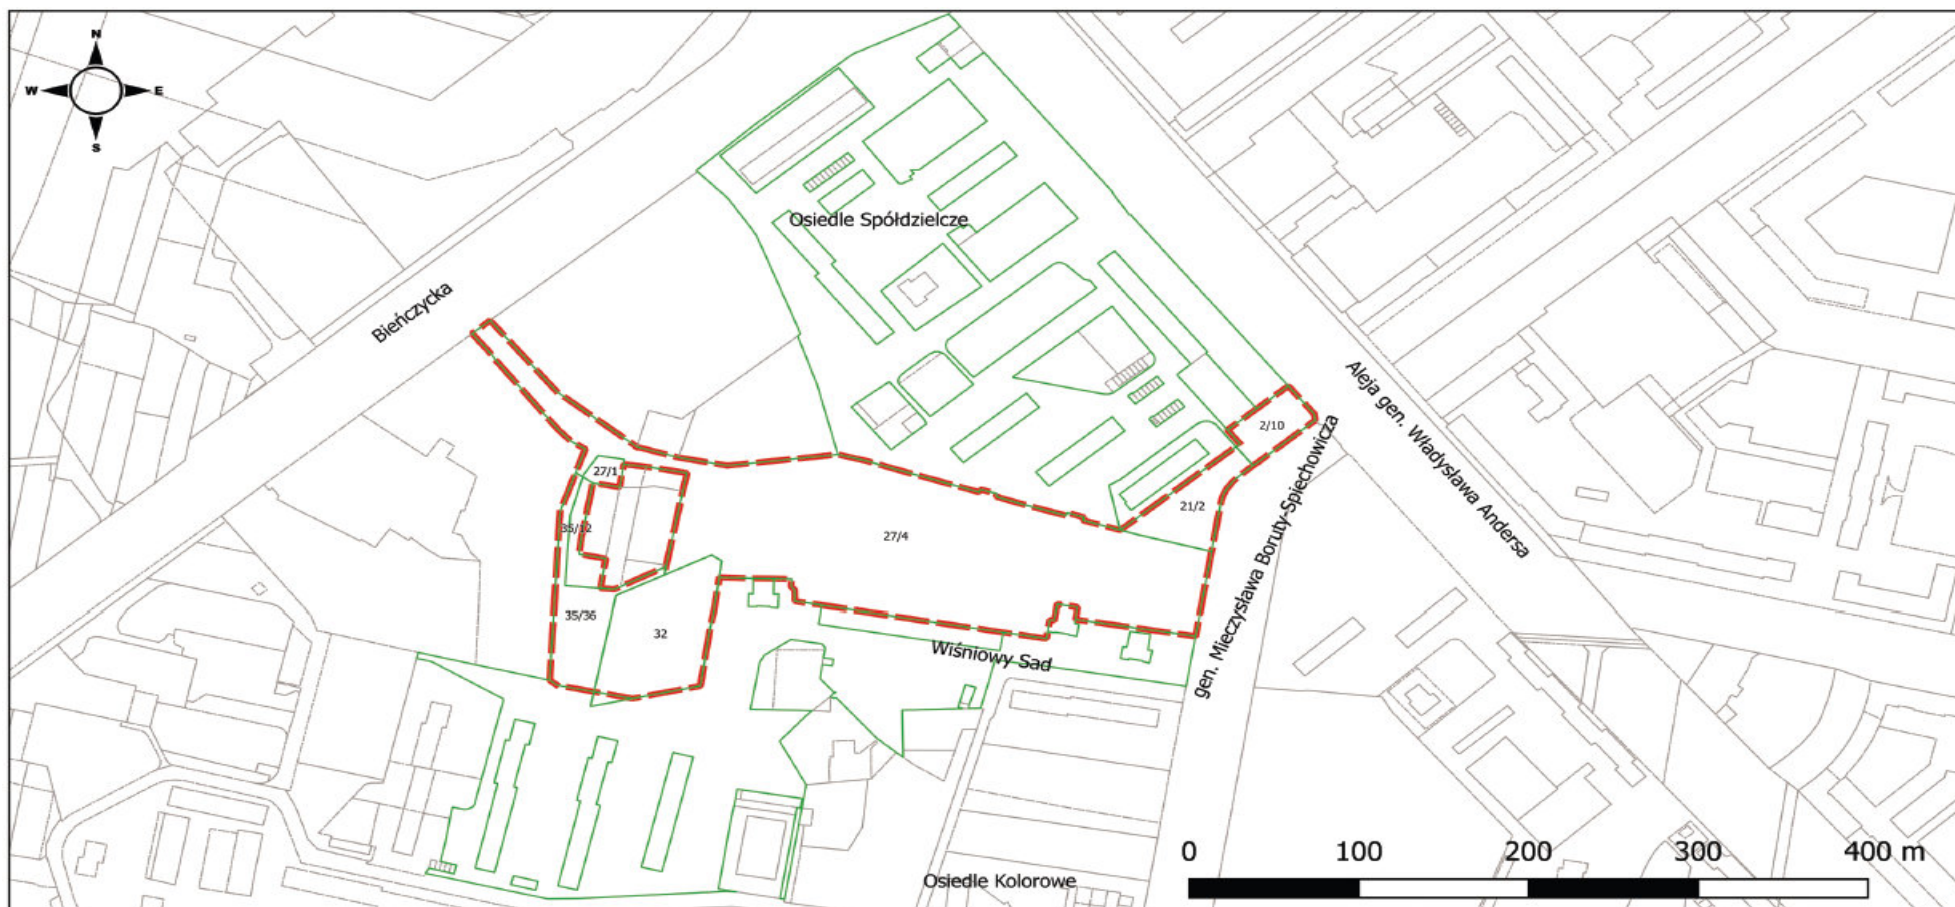 N
W E
S
Osiedle Spółdzielcze
Bieńczycka
Aleja gen. Władysława Andersa
2/10
gen. Mieczysława Boruty-Spiechowicza
27/1
21/2
35/12
27/4
35/36
32
Wiśniowy Sad
0 100 200 300 400 m
Osiedle Kolorowe